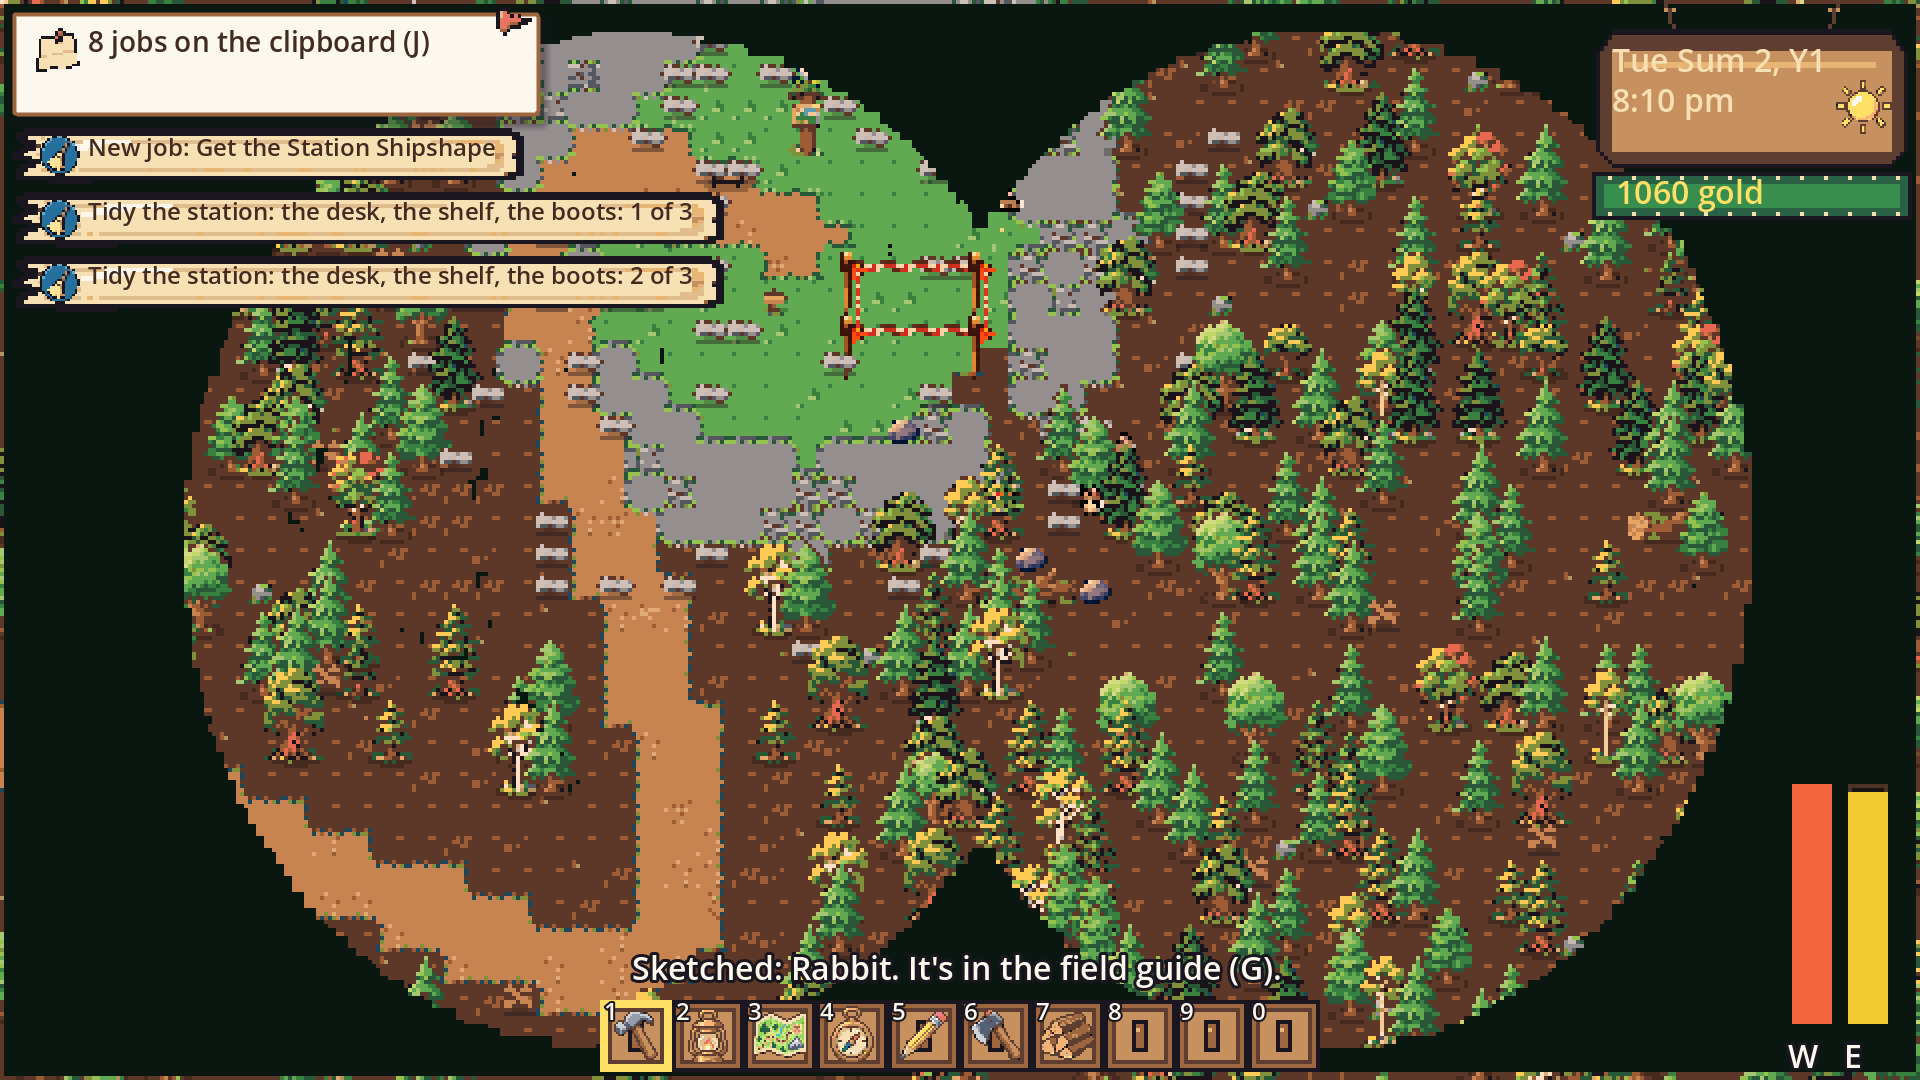 8 jobs on the clipboard (J)
New job: Get the Station Shipshape
Tidy the station: the desk, the shelf, the boots: 1 of 3
Tidy the station: the desk, the shelf, the boots: 2 of 3
Tue Sum 2, Y1
8:10 pm
1060 gold
Sketched: Rabbit. It's in the field guide (G).
1 2 3 4 5 6 7 8 9 0
W E